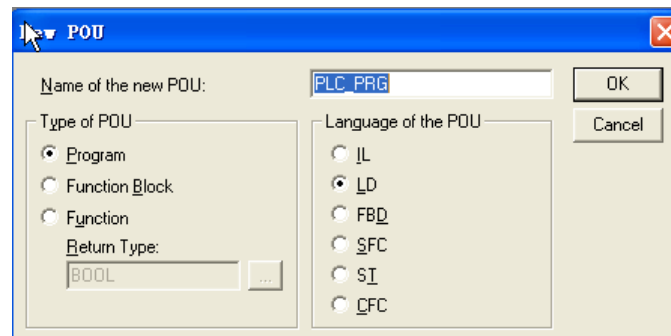 New POU
Name of the new POU:
PLC_PRG
OK
Cancel
Type of POU
Program
Function Block
Function
Return Type:
BOOL
...
Language of the POU
IL
LD
FBD
SFC
ST
CFC